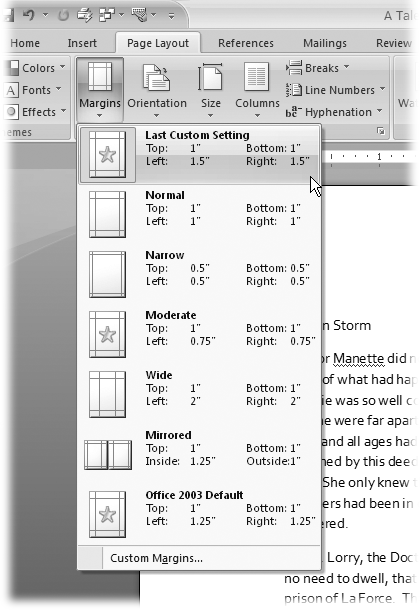 A Tal
Home Insert Page Layout References Mailings Review
Colors
Fonts
Effects
emes
Margins Orientation Size Columns
Breaks
Line Numbers
Hyphenation
Wa
1
Last Custom Setting
Top: 1" Bottom: 1"
Left: 1.5" Right: 1.5"
Normal
Top: 1" Bottom: 1"
Left: 1" Right: 1"
Narrow
Top: 0.5" Bottom: 0.5"
Left: 0.5" Right: 0.5"
Moderate
Top: 1" Bottom: 1"
Left: 0.75" Right: 0.75"
Wide
Top: 1" Bottom: 1"
Left: 2" Right: 2"
Mirrored
Top: 1" Bottom: 1"
Inside: 1.25" Outside: 1"
Office 2003 Default
Top: 1" Bottom: 1"
Left: 1.25" Right: 1.25"
Custom Margins...
n Storm
or Manette did n
of what had hap
ie was so well co
ne were far apar
and all ages had
ned by this deed
She only knew t
ers had been in
ered.
Lorry, the Doc
no need to dwell, that
prison of La Force. Th